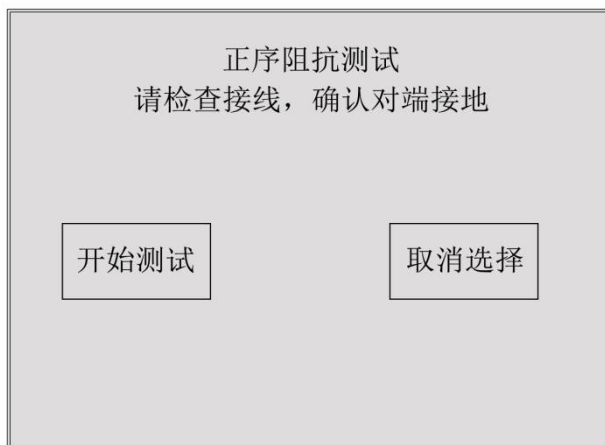 正序阻抗测试
请检查接线，确认对端接地
开始测试
取消选择